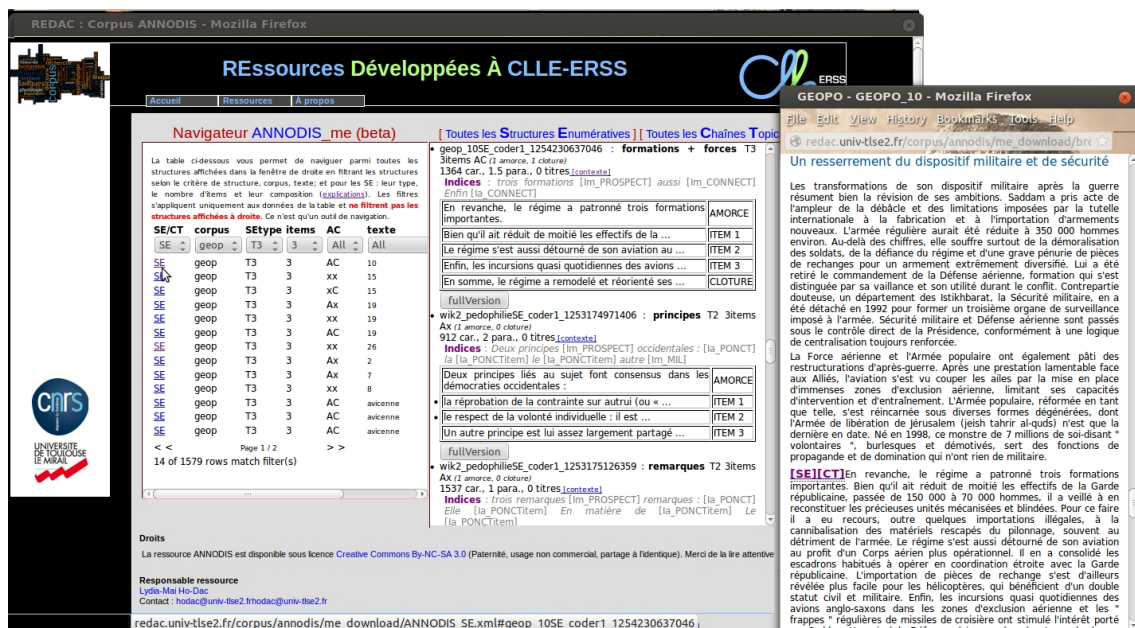 REDAC : Corpus ANNODIS - Mozilla Firefox
REssources Développées À CLLE-ERSS
ERSS
Accueil Ressources À propos
Navigateur ANNODIS_me (beta)
La table ci-dessous vous permet de naviguer parmi toutes les
structures affichées dans la fenêtre de droite en filtrant les structures
selon le critère de structure, corpus, texte; et pour les SE : leur type,
le nombre d'items et leur composition (explications). Les filtres
s'appliquent uniquement aux données de la table et ne filtrent pas les
structures affichées à droite. Ce n'est qu'un outil de navigation.
SE/CT corpus SEtype items AC texte
SE geop T3 3 All All
SE geop T3 3 AC 10
SE geop T3 3 xx 15
SE geop T3 3 xC 15
SE geop T3 3 Ax 19
SE geop T3 3 xx 19
SE geop T3 3 AC 19
SE geop T3 3 xx 26
SE geop T3 3 Ax 2
SE geop T3 3 Ax 7
SE geop T3 3 xx 8
SE geop T3 3 AC avicenne
SE geop T3 3 AC avicenne
SE geop T3 3 AC avicenne
< < Page 1 / 2 > >
14 of 1579 rows match filter(s)
[ Toutes les Structures Enumératives ] [ Toutes les Chaînes Topic
geop_10SE_coder1_1254230637046 : formations + forces T3
3items AC (1 amorce, 1 cloture)
1364 car., 1.5 para., 0 titres [contexte]
Indices : trois formations [Im_PROSPECT] aussi [Im_CONNECT]
Enfin [Ia_CONNECT]
En revanche, le régime a patronné trois formations importantes. AMORCE
Bien qu'il ait réduit de moitié les effectifs de la ... ITEM 1
Le régime s'est aussi détourné de son aviation au ... ITEM 2
Enfin, les incursions quasi quotidiennes des avions ... ITEM 3
En somme, le régime a remodelé et réorienté ses ... CLOTURE
fullVersion
wik2_pedophilieSE_coder1_1253174971406 : principes T2 3items
Ax (1 amorce, 0 cloture)
912 car., 2 para., 0 titres [contexte]
Indices : Deux principes [Im_PROSPECT] occidentales : [Ia_PONCT]
la [Ia_PONCTitem] le [Ia_PONCTitem] autre [Im_MIL]
Deux principes liés au sujet font consensus dans les démocraties occidentales : AMORCE
la réprobation de la contrainte sur autrui (ou « ... ITEM 1
le respect de la volonté individuelle : il est ... ITEM 2
Un autre principe est lui assez largement partagé ... ITEM 3
fullVersion
wik2_pedophilieSE_coder1_1253175126359 : remarques T2 3items
Ax (1 amorce, 0 cloture)
1537 car., 1 para., 0 titres [contexte]
Indices : trois remarques [Im_PROSPECT] remarques : [Ia_PONCT]
Elle [Ia_PONCTitem] En matière de [Ia_PONCTitem] Le
[Ia_PONCTitem]
cnrs
UNIVERSITE
DE TOULOUSE
LE MIRAIL
Droits
La ressource ANNODIS est disponible sous licence Creative Commons By-NC-SA 3.0 (Paternité, usage non commercial, partage à l'identique). Merci de la lire attentive
Responsable ressource
Lydia-Mai Ho-Dac
Contact : hodac@univ-tlse2.frhodac@univ-tlse2.fr
redac.univ-tlse2.fr/corpus/annodis/me_download/ANNODIS_SE.xml#geop_10SE_coder1_1254230637046
GEOPO - GEOPO_10 - Mozilla Firefox
File Edit View History Bookmarks Tools Help
redac.univ-tlse2.fr/corpus/annodis/me_download/brc
Un resserrement du dispositif militaire et de sécurité
Les transformations de son dispositif militaire après la guerre
résument bien la révision de ses ambitions. Saddam a pris acte de
l'ampleur de la débâcle et des limitations imposées par la tutelle
internationale à la fabrication et à l'importation d'armements
nouveaux. L'armée régulière aurait été réduite à 350 000 hommes
environ. Au-delà des chiffres, elle souffre surtout de la démoralisation
des soldats, de la défiance du régime et d'une grave pénurie de pièces
de rechanges pour un armement extrêmement diversifié. Lui a été
retiré le commandement de la Défense aérienne, formation qui s'est
distinguée par sa vaillance et son utilité durant le conflit. Contrepartie
douteuse, un département des Istikhbarat, la Sécurité militaire, en a
été détaché en 1992 pour former un troisième organe de surveillance
imposé à l'armée. Sécurité militaire et Défense aérienne sont passés
sous le contrôle direct de la Présidence, conformément à une logique
de centralisation toujours renforcée.
La Force aérienne et l'Armée populaire ont également pâti des
restructurations d'après-guerre. Après une prestation lamentable face
aux Alliés, l'aviation s'est vu couper les ailes par la mise en place
d'immenses zones d'exclusion aérienne, limitant ses capacités
d'intervention et d'entraînement. L'Armée populaire, réformée en tant
que telle, s'est réincarnée sous diverses formes dégénérées, dont
l'Armée de libération de Jérusalem (jeish tahrir al-quds) n'est que la
dernière en date. Né en 1998, ce monstre de 7 millions de soi-disant "
volontaires ", burlesques et démotivés, sert des fonctions de
propagande et de domination qui n'ont rien de militaire.
[SE][CT]En revanche, le régime a patronné trois formations
importantes. Bien qu'il ait réduit de moitié les effectifs de la Garde
républicaine, passée de 150 000 à 70 000 hommes, il a veillé à en
reconstituer les précieuses unités mécanisées et blindées. Pour ce faire
il a eu recours, outre quelques importations illégales, à la
cannibalisation des matériels rescapés du pilonnage, souvent au
détriment de l'armée. Le régime s'est aussi détourné de son aviation
au profit d'un Corps aérien plus opérationnel. Il en a consolidé les
escadrons habitués à opérer en coordination étroite avec la Garde
républicaine. L'importation de pièces de rechange s'est d'ailleurs
révélée plus facile pour les hélicoptères, qui bénéficient d'un double
statut civil et militaire. Enfin, les incursions quasi quotidiennes des
avions anglo-saxons dans les zones d'exclusion aérienne et les "
frappes " régulières de missiles de croisière ont stimulé l'intérêt porté